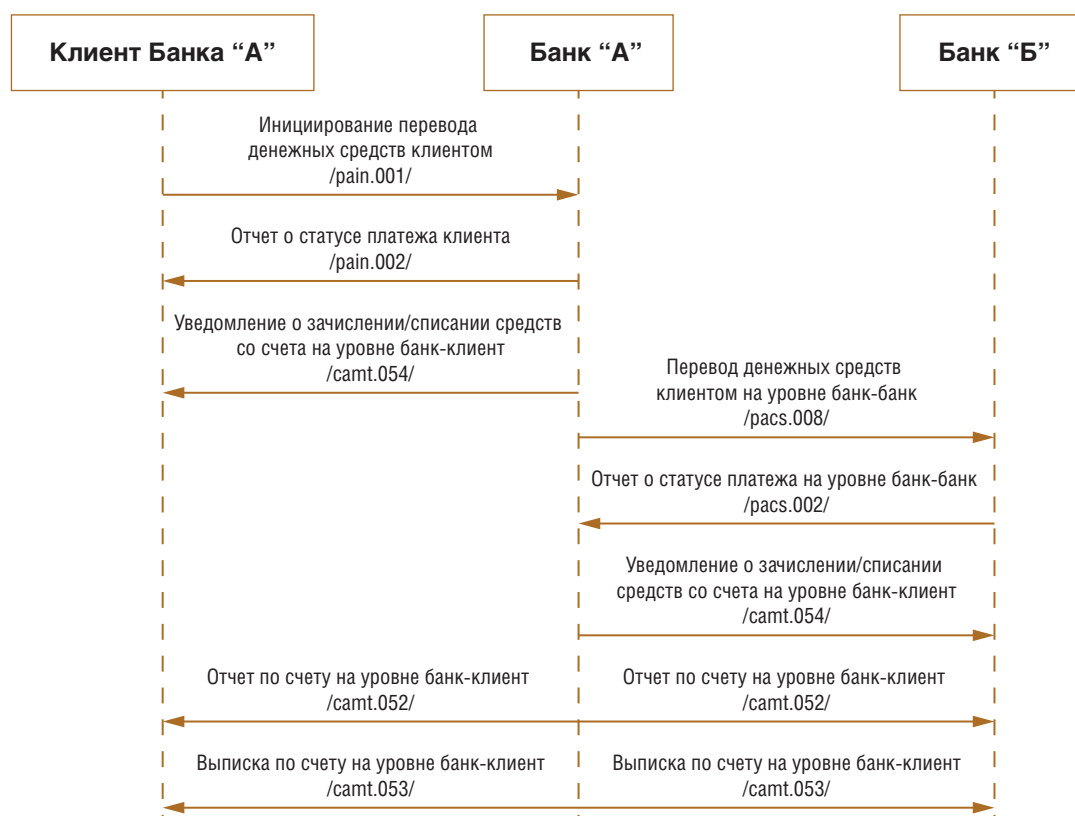 Клиент Банка “А”
Банк “А”
Банк “Б”
Инициирование перевода
денежных средств клиентом
/pain.001/
Отчет о статусе платежа клиента
/pain.002/
Уведомление о зачислении/списании средств
со счета на уровне банк-клиент
/camt.054/
Перевод денежных средств
клиентом на уровне банк-банк
/pacs.008/
Отчет о статусе платежа на уровне банк-банк
/pacs.002/
Уведомление о зачислении/списании
средств со счета на уровне банк-клиент
/camt.054/
Отчет по счету на уровне банк-клиент
/camt.052/
Отчет по счету на уровне банк-клиент
/camt.052/
Выписка по счету на уровне банк-клиент
/camt.053/
Выписка по счету на уровне банк-клиент
/camt.053/